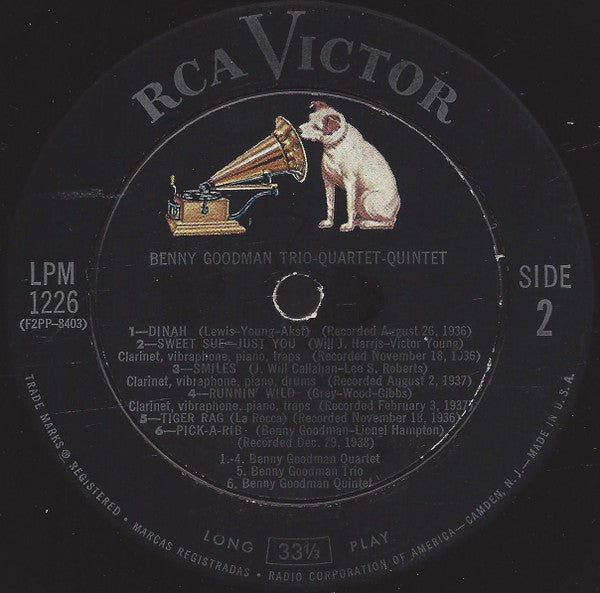 RCA VICTOR
BENNY GOODMAN TRIO-QUARTET-QUINTET
LPM
1226
(F2PP-8403)
SIDE
2
1—DINAH (Lewis-Young-Akst) (Recorded August 26, 1936)
2—SWEET SUE—JUST YOU (Will J. Harris-Victor Young)
Clarinet, vibraphone, piano, traps (Recorded November 18, 1936)
3—SMILES (J. Will Callahan-Lee S. Roberts)
Clarinet, vibraphone, piano, drums (Recorded August 2, 1937)
4—RUNNIN' WILD (Grey-Wood-Gibbs)
Clarinet, vibraphone, piano, traps (Recorded February 3, 1937)
5—TIGER RAG (La Rocca) (Recorded November 18, 1936)
6—PICK-A-RIB (Benny Goodman-Lionel Hampton)
(Recorded Dec. 29, 1938)
1.-4. Benny Goodman Quartet
5. Benny Goodman Trio
6. Benny Goodman Quintet
LONG 33⅓ PLAY
TRADE MARKS ® REGISTERED • MARCAS REGISTRADAS • RADIO CORPORATION OF AMERICA—CAMDEN, N. J.—MADE IN U. S. A.